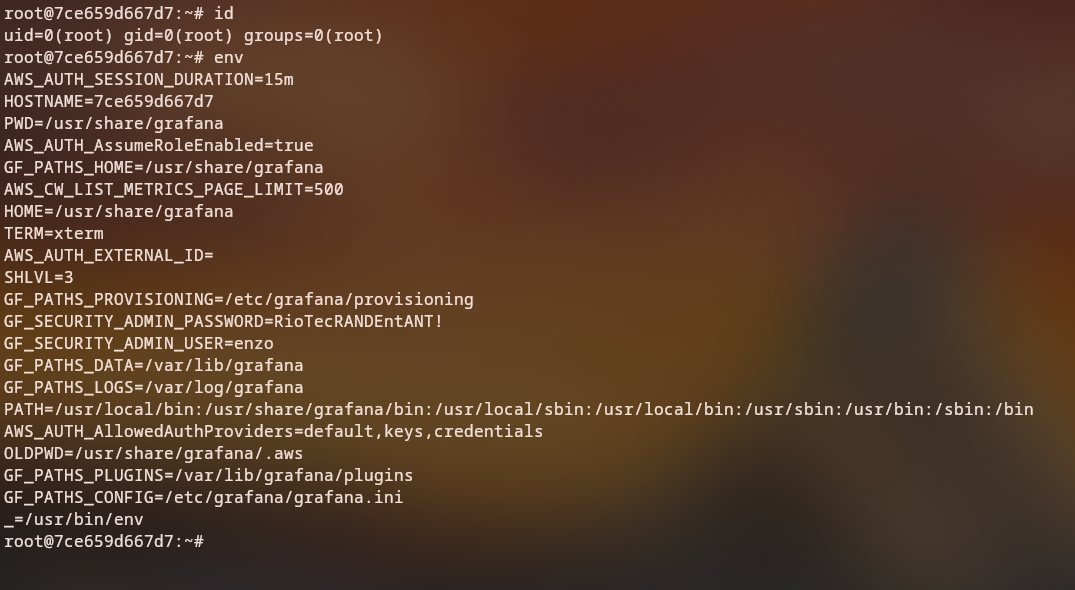 root@7ce659d667d7:~# id
uid=0(root) gid=0(root) groups=0(root)
root@7ce659d667d7:~# env
AWS_AUTH_SESSION_DURATION=15m
HOSTNAME=7ce659d667d7
PWD=/usr/share/grafana
AWS_AUTH_AssumeRoleEnabled=true
GF_PATHS_HOME=/usr/share/grafana
AWS_CW_LIST_METRICS_PAGE_LIMIT=500
HOME=/usr/share/grafana
TERM=xterm
AWS_AUTH_EXTERNAL_ID=
SHLVL=3
GF_PATHS_PROVISIONING=/etc/grafana/provisioning
GF_SECURITY_ADMIN_PASSWORD=RioTecRANDEntANT!
GF_SECURITY_ADMIN_USER=enzo
GF_PATHS_DATA=/var/lib/grafana
GF_PATHS_LOGS=/var/log/grafana
PATH=/usr/local/bin:/usr/share/grafana/bin:/usr/local/sbin:/usr/local/bin:/usr/sbin:/usr/bin:/sbin:/bin
AWS_AUTH_AllowedAuthProviders=default,keys,credentials
OLDPWD=/usr/share/grafana/.aws
GF_PATHS_PLUGINS=/var/lib/grafana/plugins
GF_PATHS_CONFIG=/etc/grafana/grafana.ini
_=/usr/bin/env
root@7ce659d667d7:~#